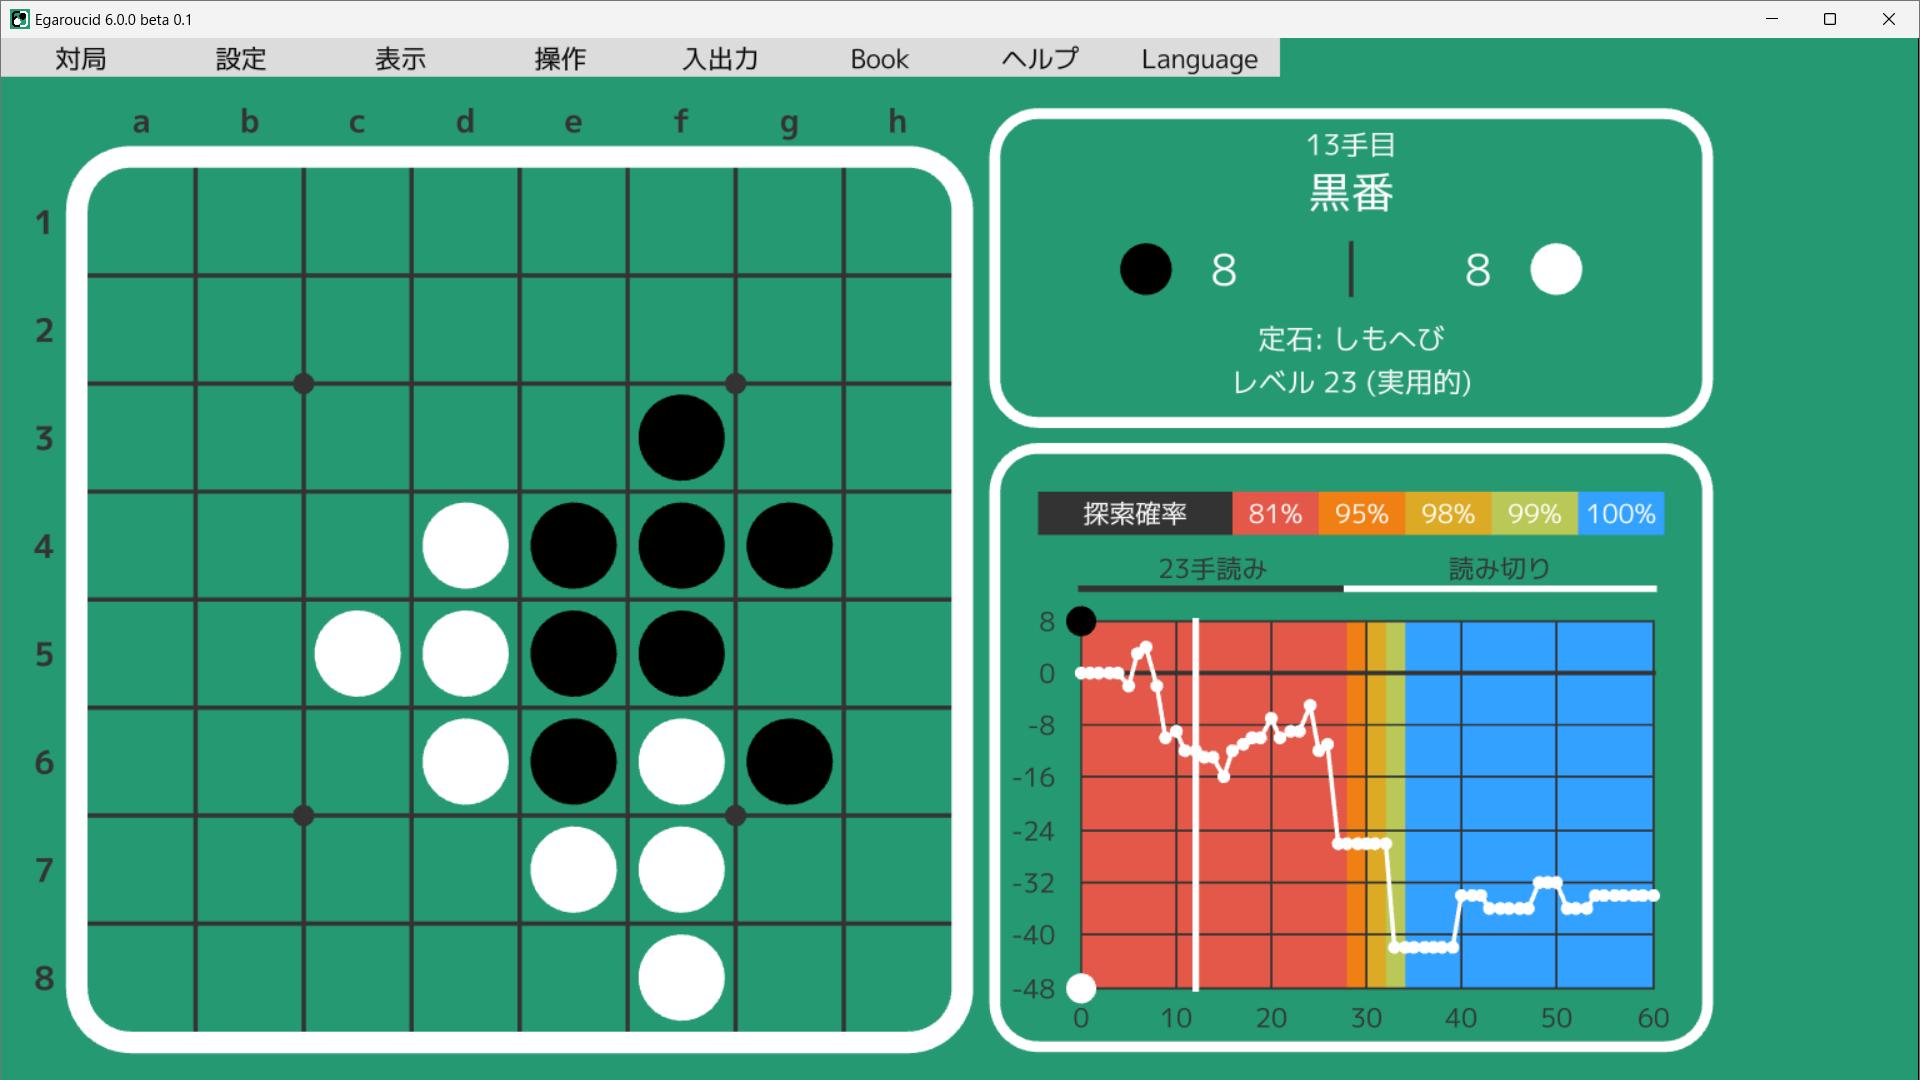 Egaroucid 6.0.0 beta 0.1
対局 設定 表示 操作 入出力 Book ヘルプ Language
a b c d e f g h
1
2
3
4
5
6
7
8
13手目
黒番
8 8
定石: しもへび
レベル 23 (実用的)
探索確率 81% 95% 98% 99% 100%
23手読み 読み切り
8
0
-8
-16
-24
-32
-40
-48
0 10 20 30 40 50 60